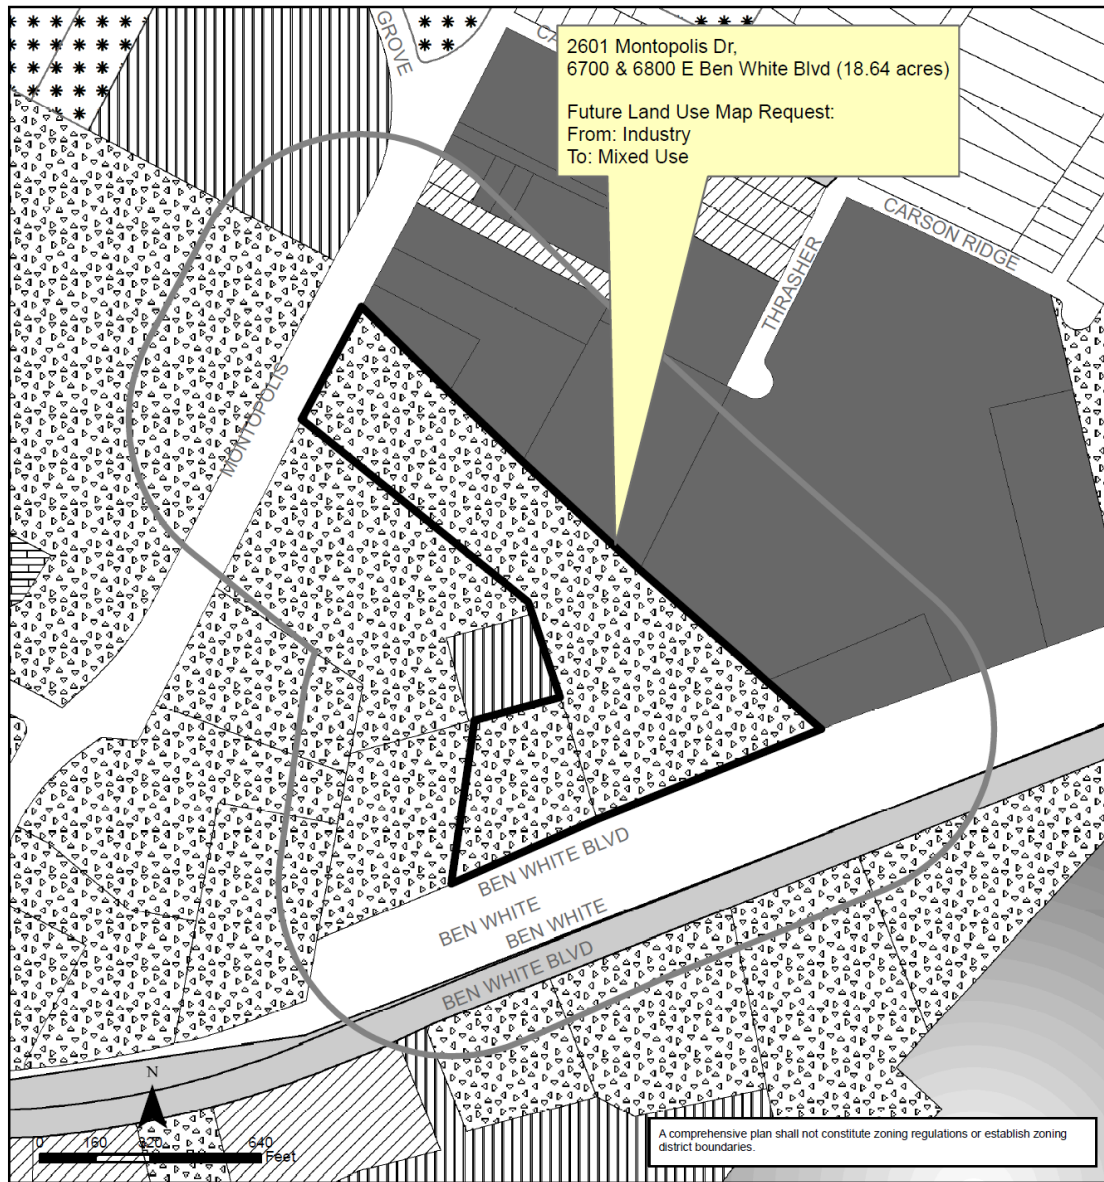 GROVE
CA
2601 Montopolis Dr,
6700 & 6800 E Ben White Blvd (18.64 acres)
Future Land Use Map Request:
From: Industry
To: Mixed Use
CARSON RIDGE
THRASHER
MONTOPOLIS
BEN WHITE BLVD
BEN WHITE
BEN WHITE
BEN WHITE BLVD
N
0 160 320 640
Feet
A comprehensive plan shall not constitute zoning regulations or establish zoning
district boundaries.